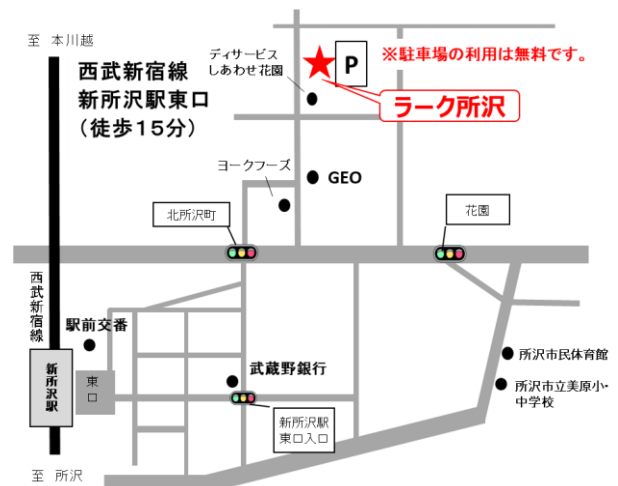 至 本川越
西武新宿線
新所沢駅東口
（徒歩15分）
ディサービス
しあわせ花園
P
※駐車場の利用は無料です。
ラーク所沢
ヨークフーズ
GEO
北所沢町
花園
西武新宿線
駅前交番
新所沢駅
東口
武蔵野銀行
新所沢駅
東口入口
所沢市民体育館
所沢市立美原小・
中学校
至 所沢